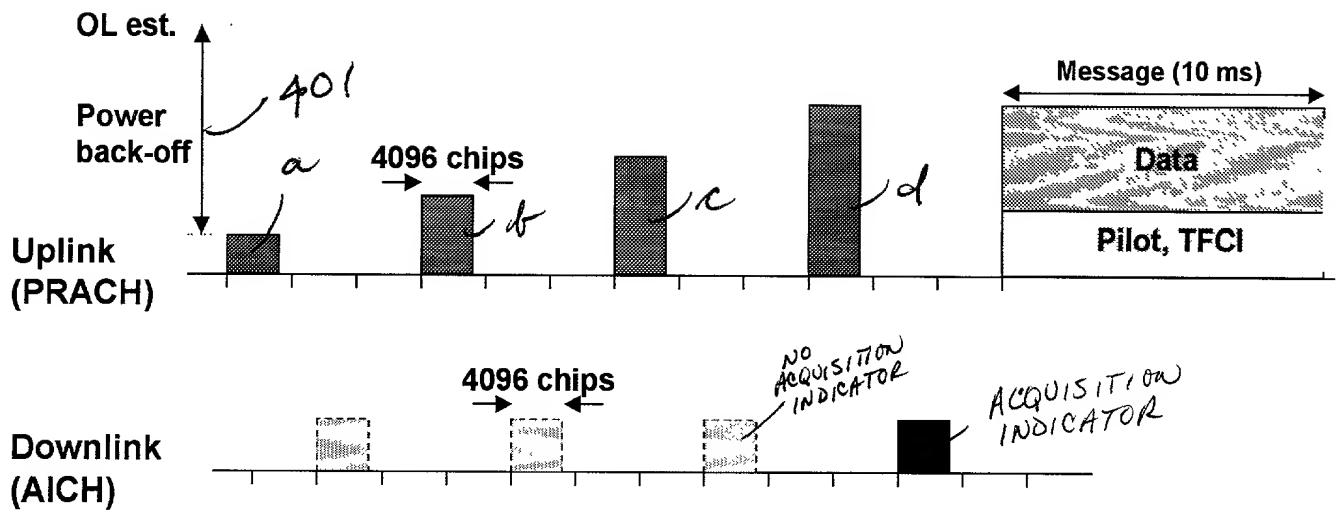 OL est.
401
Power
back-off
a
4096 chips
b
c
d
Message (10 ms)
Data
Pilot, TFCI
Uplink
(PRACH)
4096 chips
NO
ACQUISITION
INDICATOR
ACQUISITION
INDICATOR
Downlink
(AICH)